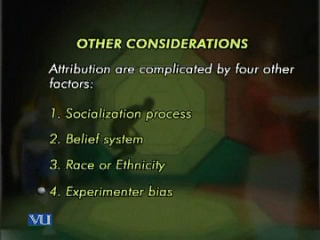 OTHER CONSIDERATIONS
Attribution are complicated by four other
factors:
1. Socialization process
2. Belief system
3. Race or Ethnicity
4. Experimenter bias
VU